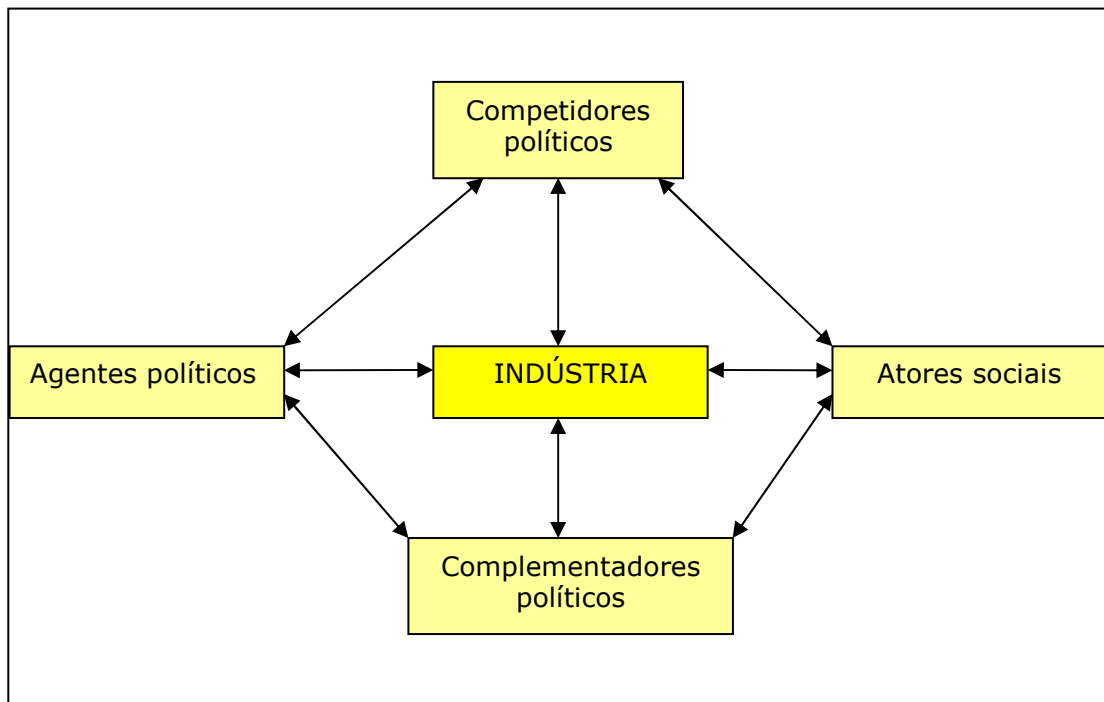 Competidores
políticos
Agentes políticos
INDÚSTRIA
Atores sociais
Complementadores
políticos